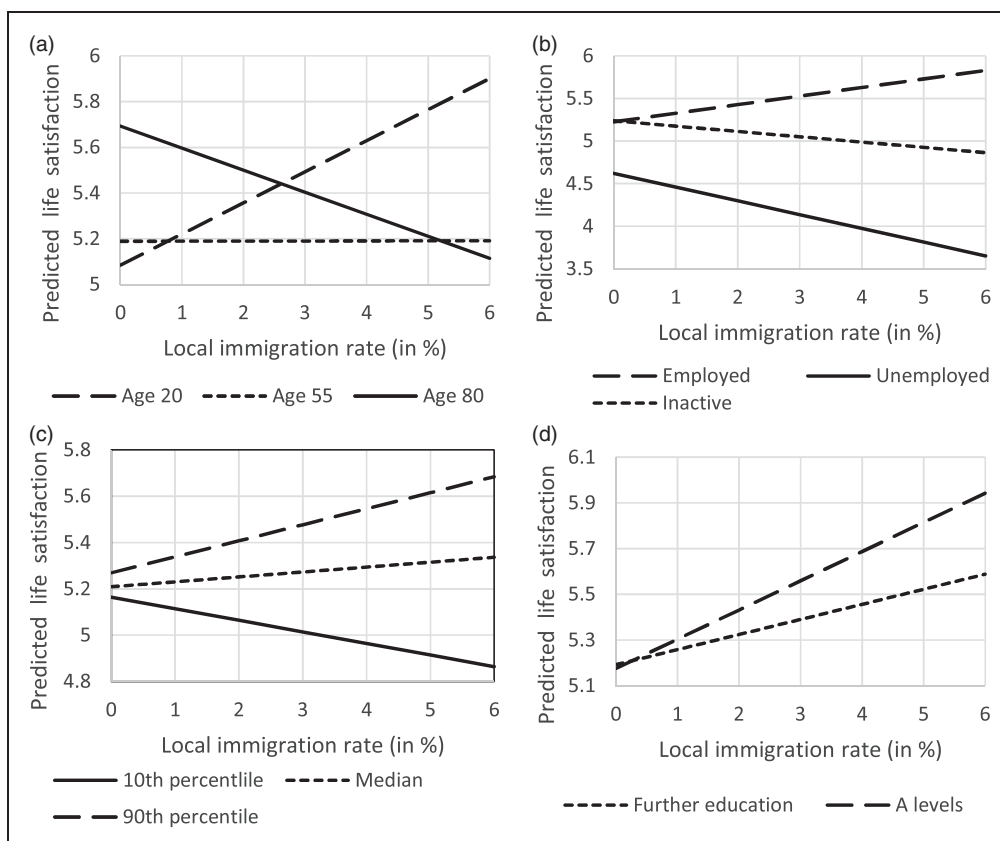 (a)
Predicted life satisfaction
6
5.8
5.6
5.4
5.2
5
0 1 2 3 4 5 6
Local immigration rate (in %)
Age 20 Age 55 Age 80
(b)
Predicted life satisfaction
6
5.5
5
4.5
4
3.5
0 1 2 3 4 5 6
Local immigration rate (in %)
Employed Unemployed
Inactive
(c)
Predicted life satisfaction
5.8
5.6
5.4
5.2
5
4.8
0 1 2 3 4 5 6
Local immigration rate (in %)
10th percentlile Median
90th percentile
(d)
Predicted life satisfaction
6.1
5.9
5.7
5.5
5.3
5.1
0 1 2 3 4 5 6
Local immigration rate (in %)
Further education A levels